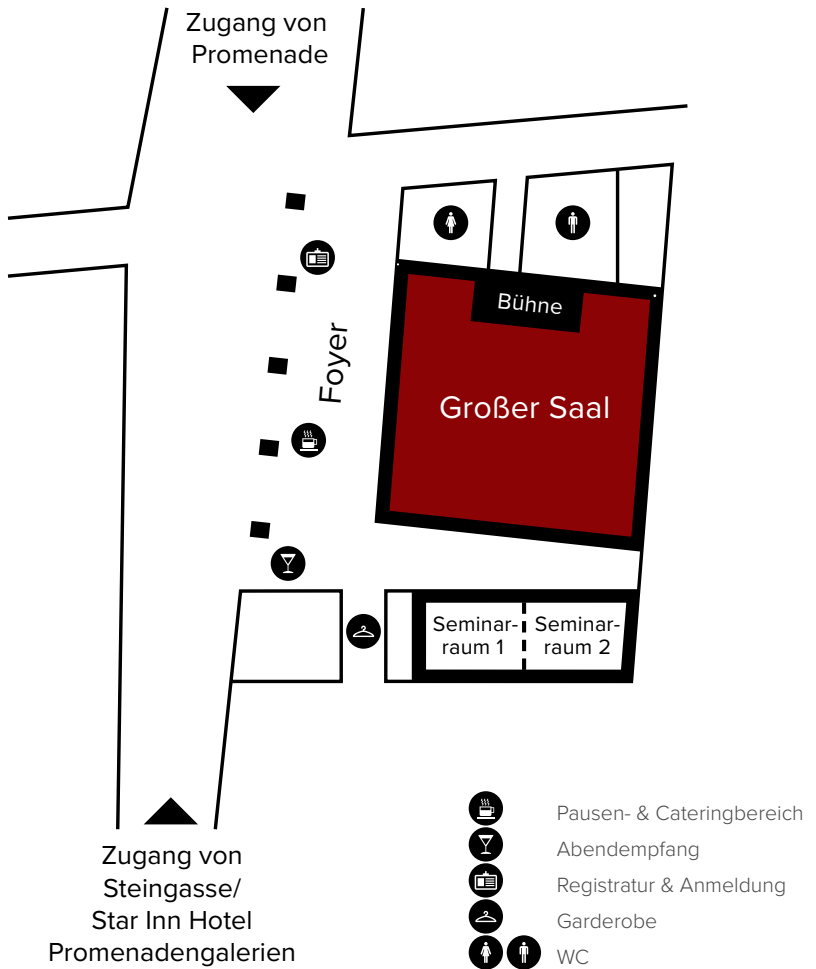 Zugang von
Promenade
Foyer
Bühne
Großer Saal
Seminar-
raum 1
Seminar-
raum 2
Zugang von
Steingasse/
Star Inn Hotel
Promenadengalerien
Pausen- & Cateringbereich
Abendempfang
Registratur & Anmeldung
Garderobe
WC